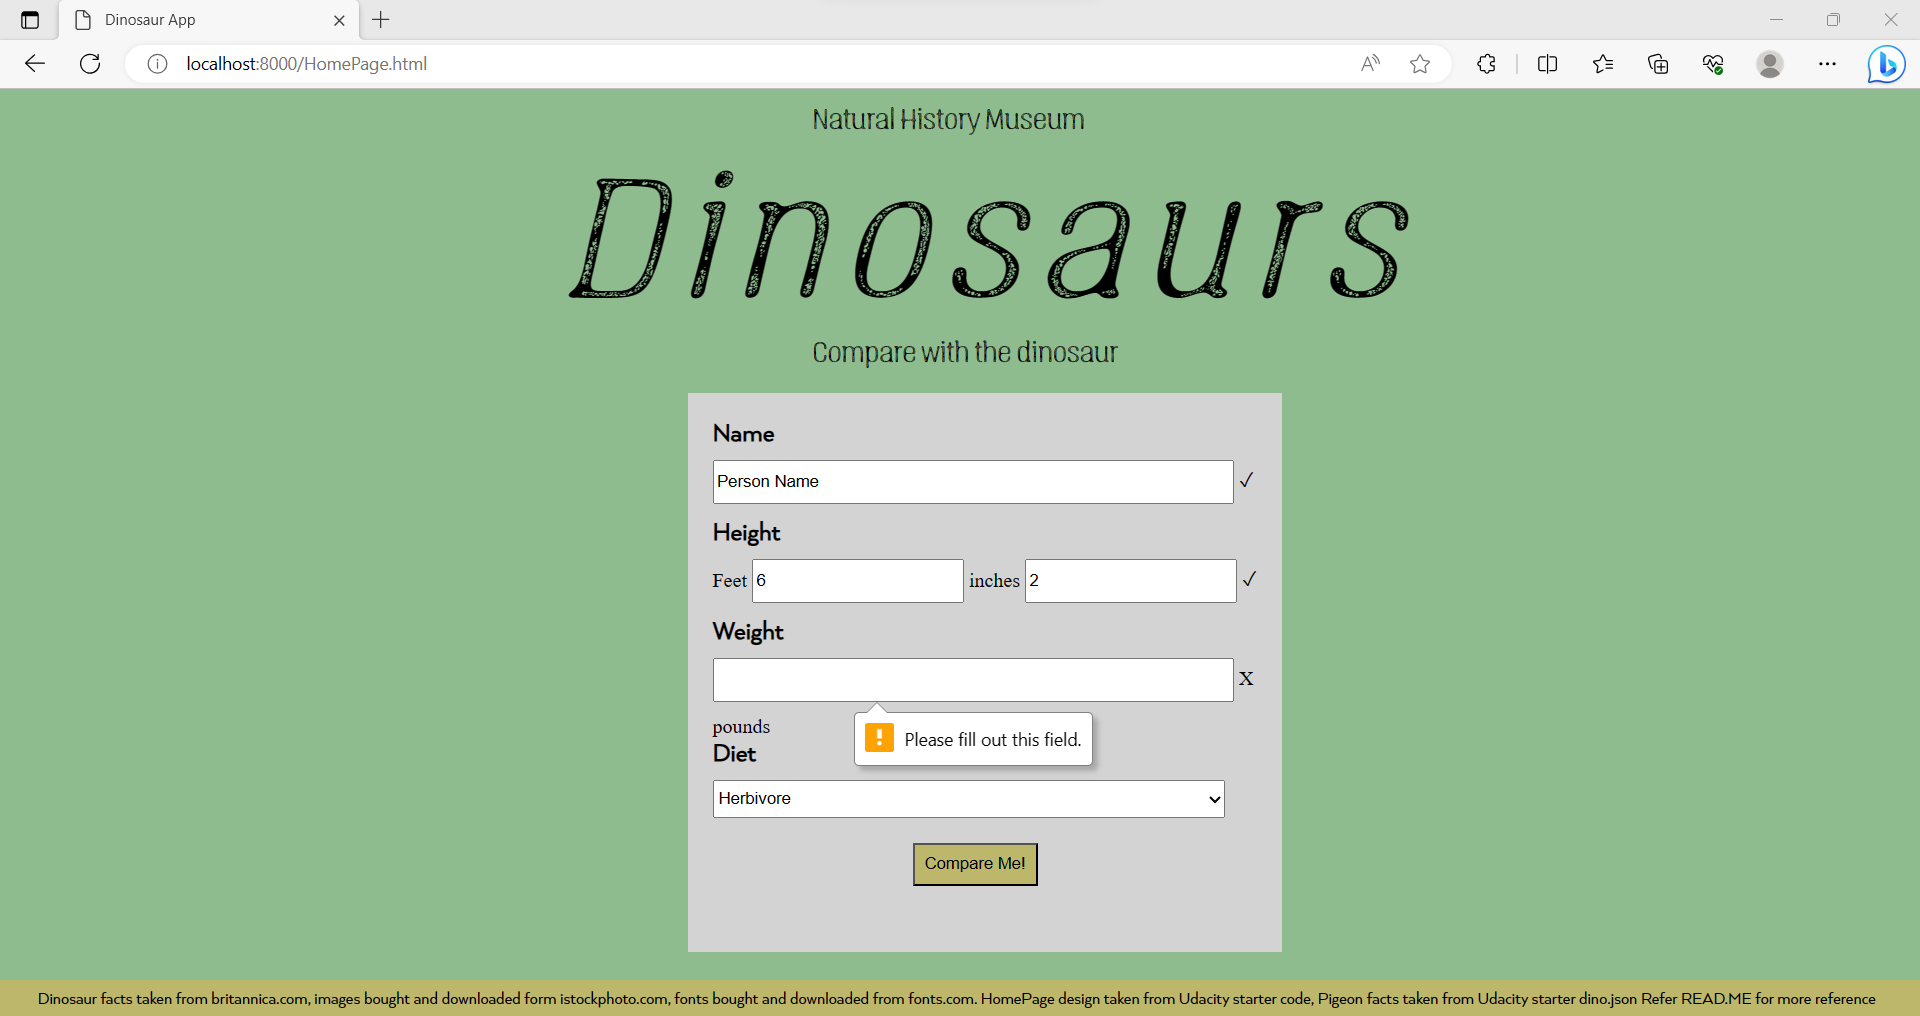 Dinosaur App
localhost:8000/HomePage.html
Natural History Museum
Dinosaurs
Compare with the dinosaur
Name
Person Name ✓
Height
Feet 6 inches 2 ✓
Weight
X
pounds
Please fill out this field.
Diet
Herbivore
Compare Me!
Dinosaur facts taken from britannica.com, images bought and downloaded form istockphoto.com, fonts bought and downloaded from fonts.com. HomePage design taken from Udacity starter code, Pigeon facts taken from Udacity starter dino.json Refer READ.ME for more reference